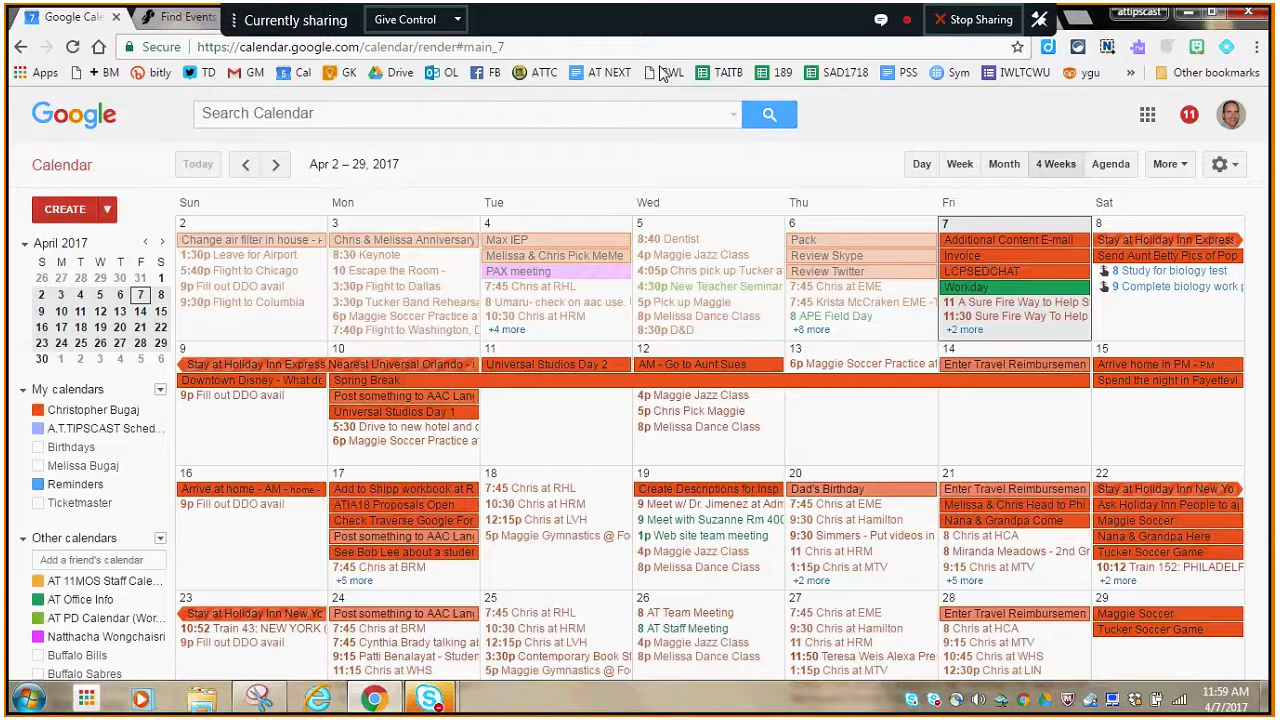 7 Google Cale × Find Events Currently sharing Give Control Stop Sharing attipscast
Secure https://calendar.google.com/calendar/render#main_7
Apps + BM bitly TD GM Cal GK Drive FB ATTC AT NEXT TAITB 189 SAD1718 PSS Sym IWLTCWU ygu » Other bookmarks
Google Search Calendar 11
Calendar Today Apr 2 – 29, 2017 Day Week Month 4 Weeks Agenda More
CREATE
April 2017
S M T W T F S
26 27 28 29 30 31 1
2 3 4 5 6 7 8
9 10 11 12 13 14 15
16 17 18 19 20 21 22
23 24 25 26 27 28 29
30 1 2 3 4 5 6
My calendars
Christopher Bugaj
A.T.TIPSCAST Sched...
Birthdays
Melissa Bugaj
Reminders
Ticketmaster
Other calendars
Add a friend's calendar
AT 11MOS Staff Cale...
AT Office Info
AT PD Calendar (Wor...
Natthacha Wongchaisri
Buffalo Bills
Buffalo Sabres
Sun Mon Tue Wed Thu Fri Sat
2
Change air filter in house -
1:30p Leave for Airport
5:40p Flight to Chicago
9p Fill out DDO avail
9:30p Flight to Columbia
3
Chris & Melissa Anniversary
8:30 Keynote
10 Escape the Room -
3:30p Flight to Dallas
3:30p Tucker Band Rehears
6p Maggie Soccer Practice a
7:40p Flight to Washington, D
4
Max IEP
Melissa & Chris Pick MeMe
PAX meeting
7:45 Chris at RHL
8 Umaru- check on aac use.
10:30 Chris at HRM
+4 more
5
8:40 Dentist
4p Maggie Jazz Class
4:05p Chris pick up Tucker a
4:30p New Teacher Seminar
5p Pick up Maggie
8p Melissa Dance Class
8:30p D&D
6
Pack
Review Skype
Review Twitter
7:45 Chris at EME
7:45 Krista McCraken EME -
8 APE Field Day
+8 more
7
Additional Content E-mail
Invoice
LCPSEDCHAT
Workday
11 A Sure Fire Way to Help S
11:30 Sure Fire Way To Help
+2 more
8
Stay at Holiday Inn Express
Send Aunt Betty Pics of Pop
8 Study for biology test
9 Complete biology work p
9
Stay at Holiday Inn Express Nearest Universal Orlando -
Downtown Disney - What do
9p Fill out DDO avail
10
Spring Break
Post something to AAC Lang
Universal Studios Day 1
5:30 Drive to new hotel and c
6p Maggie Soccer Practice at
11
Universal Studios Day 2
12
AM - Go to Aunt Sues
4p Maggie Jazz Class
6p Chris Pick Maggie
8p Melissa Dance Class
13
6p Maggie Soccer Practice at
14
Enter Travel Reimbursemen
15
Arrive home in PM - PM
Spend the night in Fayettevi
16
Arrive at home - AM - home -
9p Fill out DDO avail
17
Add to Shipp workbook at R
ATIA18 Proposals Open
Check Traverse Google For
Post something to AAC Lang
See Bob Lee about a studer
7:45 Chris at BRM
+5 more
18
7:45 Chris at RHL
10:30 Chris at HRM
12:15p Chris at LVH
5p Maggie Gymnastics @ Fo
19
Create Descriptions for Insp
9 Meet w/ Dr. Jimenez at Adm
9 Meet with Suzanne Rm 400
1p Web site team meeting
4p Maggie Jazz Class
8p Melissa Dance Class
20
Dad's Birthday
7:45 Chris at EME
9:30 Chris at Hamilton
9:30 Simmers - Put videos in
11 Chris at HRM
12:15p Chris at MTV
+2 more
21
Enter Travel Reimbursemen
Melissa & Chris Head to Phi
Nana & Grandpa Come
8 Chris at HCA
8 Miranda Meadows - 2nd Gr
9:15 Chris at MTV
+5 more
22
Stay at Holiday Inn New Yo
Ask Holiday Inn People to a
Maggie Soccer
Nana & Grandpa Here
Tucker Soccer Game
10:12 Train 152: PHILADELF
+2 more
23
Stay at Holiday Inn New Yo
10:52 Train 43: NEW YORK (
9p Fill out DDO avail
24
Post something to AAC Lang
7:45 Chris at BRM
7:45 Cynthia Brady talking ab
9:15 Patti Benalayat - Studen
11:15 Chris at WHS
25
7:45 Chris at RHL
10:30 Chris at HRM
12:15p Chris at LVH
3:30p Contemporary Book St
5p Maggie Gymnastics @ Fo
26
8 AT Team Meeting
8 AT Staff Meeting
4p Maggie Jazz Class
8p Melissa Dance Class
27
7:45 Chris at EME
9:30 Chris at Hamilton
11 Chris at HRM
11:50 Teresa Weis Alexa Pre
1:15p Chris at MTV
28
Enter Travel Reimbursemen
8 Chris at HCA
9:15 Chris at MTV
10:45 Chris at WHS
12:30p Chris at LIN
29
Maggie Soccer
Tucker Soccer Game
11:59 AM
4/7/2017